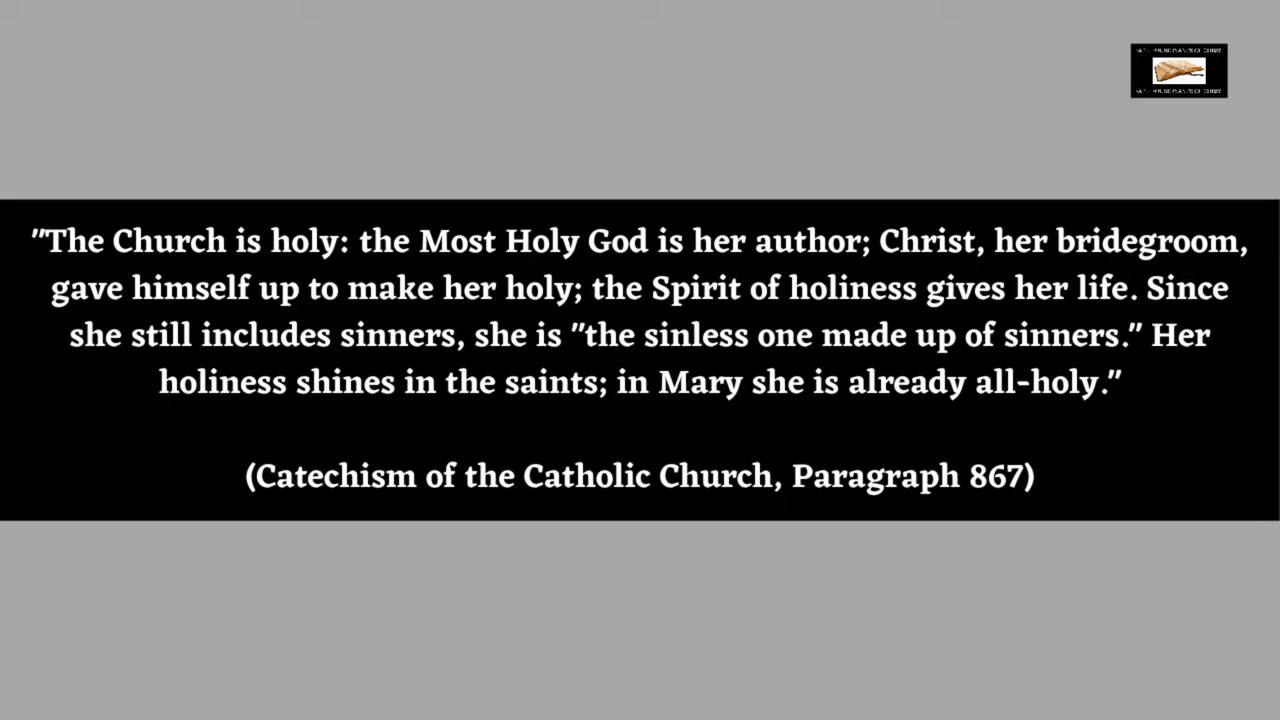 "The Church is holy: the Most Holy God is her author; Christ, her bridegroom,
gave himself up to make her holy; the Spirit of holiness gives her life. Since
she still includes sinners, she is "the sinless one made up of sinners." Her
holiness shines in the saints; in Mary she is already all-holy."
(Catechism of the Catholic Church, Paragraph 867)